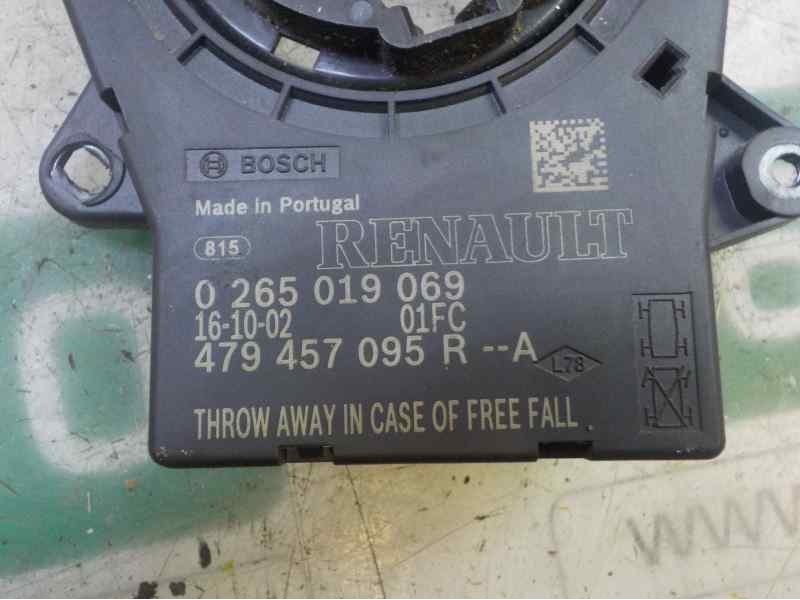 BOSCH
Made in Portugal
815
RENAULT
0 265 019 069
16-10-02 01FC
479 457 095 R --A
L78
THROW AWAY IN CASE OF FREE FALL .
www.